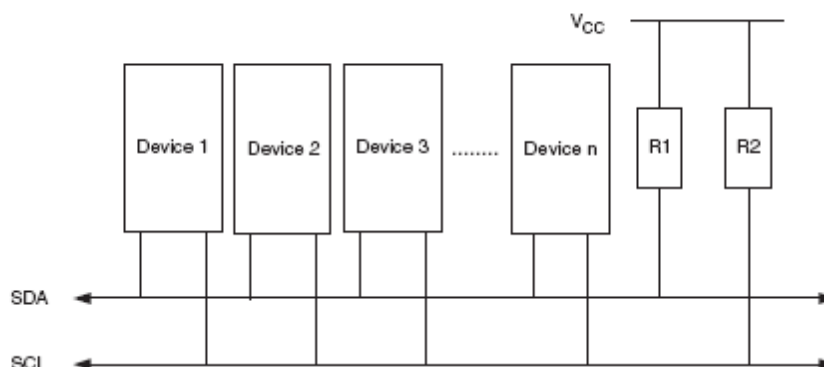 VCC
Device 1
Device 2
Device 3
........
Device n
R1
R2
SDA
SCL